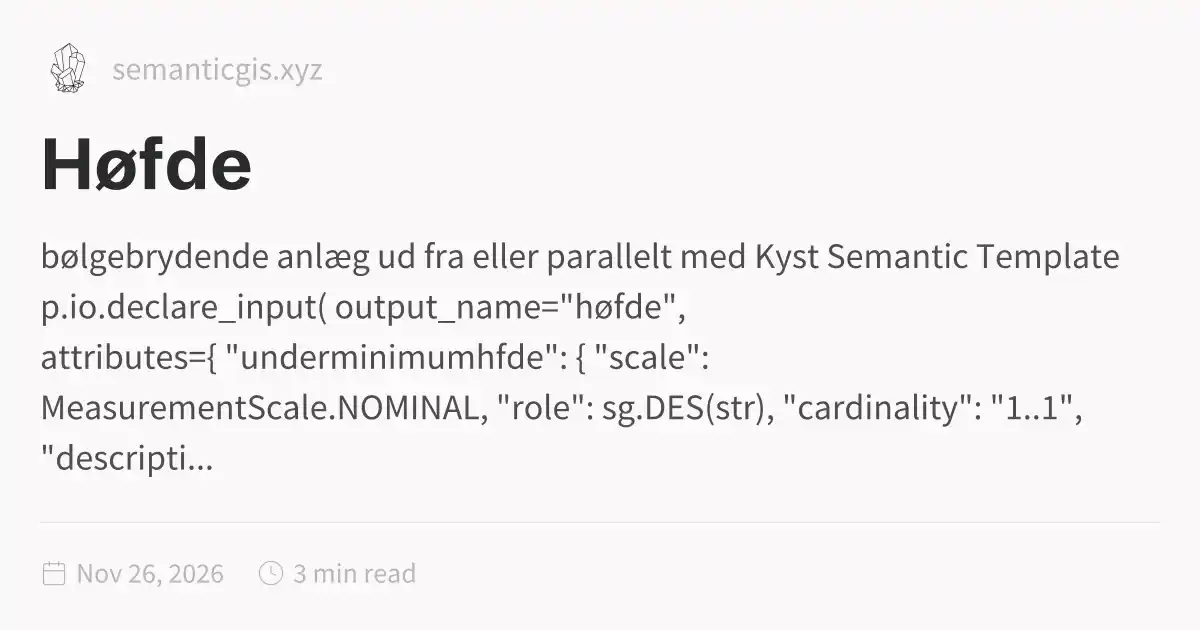 semanticgis.xyz
Høfde
bølgebrydende anlæg ud fra eller parallelt med Kyst Semantic Template
p.io.declare_input( output_name="høfde",
attributes={ "underminimumhfde": { "scale":
MeasurementScale.NOMINAL, "role": sg.DES(str), "cardinality": "1..1",
"descripti...
Nov 26, 2026 3 min read